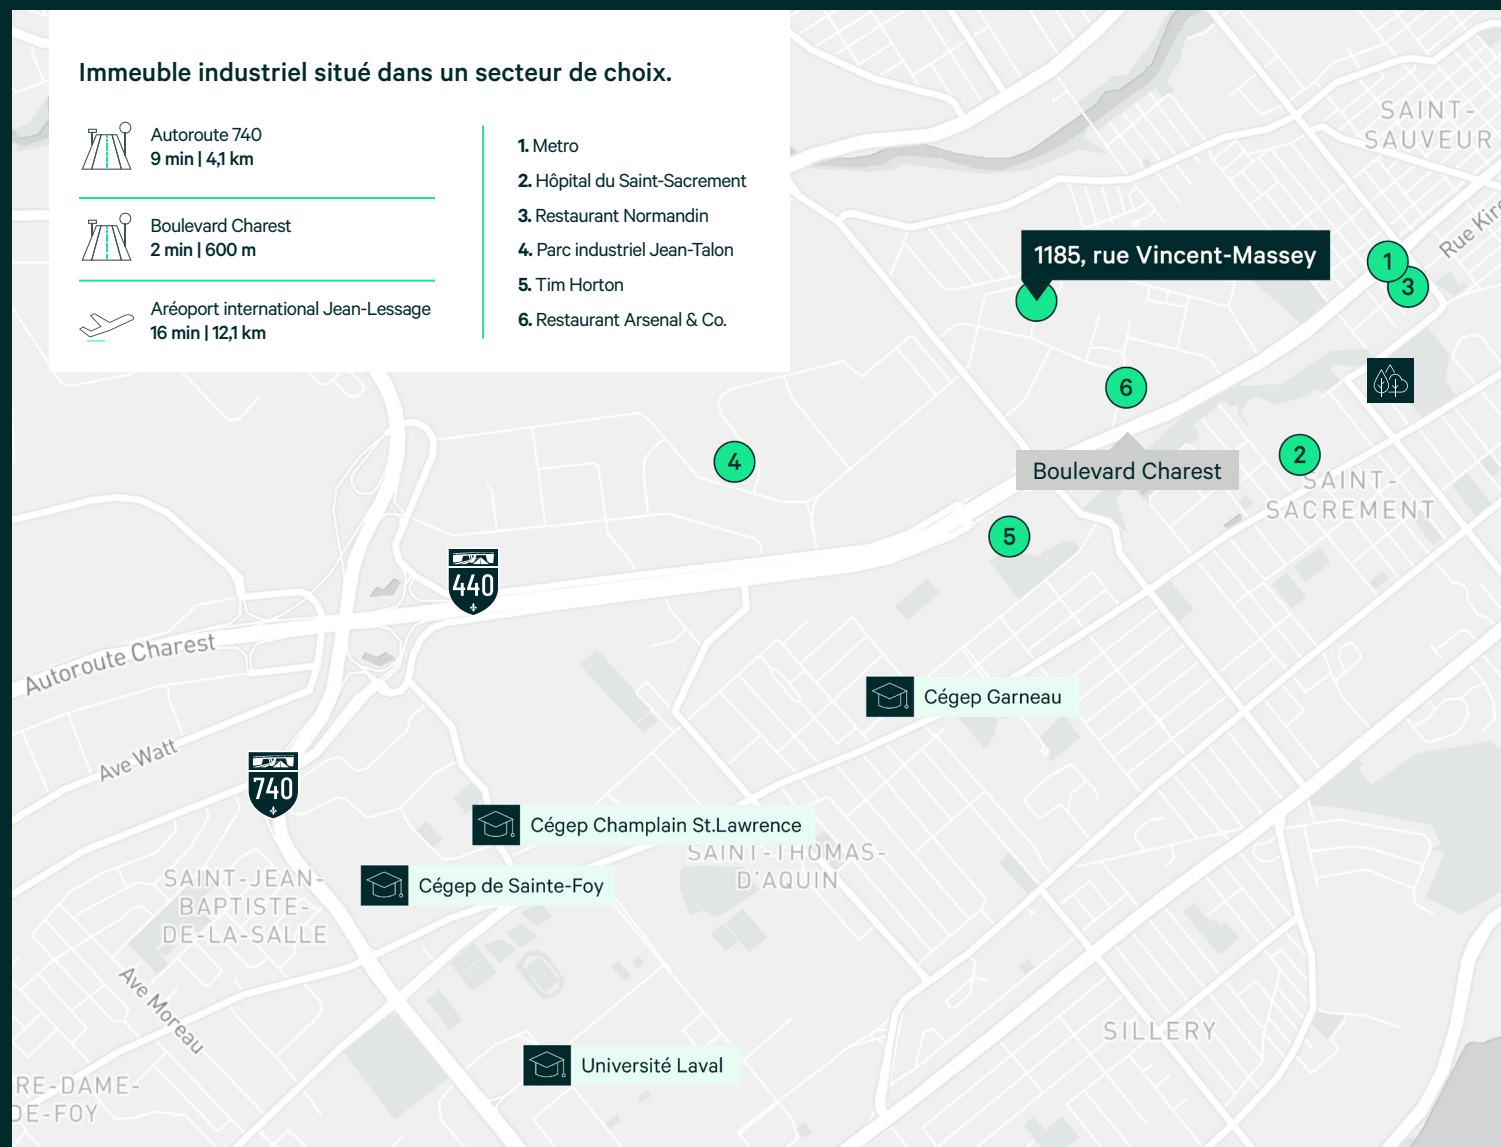 Immeuble industriel situé dans un secteur de choix.
Autoroute 740
9 min | 4,1 km
Boulevard Charest
2 min | 600 m
Aréoport international Jean-Lessage
16 min | 12,1 km
1. Metro
2. Hôpital du Saint-Sacrement
3. Restaurant Normandin
4. Parc industriel Jean-Talon
5. Tim Horton
6. Restaurant Arsenal & Co.
SAINT-
SAUVEUR
1185, rue Vincent-Massey
1
3
6
Boulevard Charest
2
SAINT-
SACREMENT
4
5
440
Autoroute Charest
Ave Watt
740
Cégep Garneau
Cégep Champlain St.Lawrence
SAINT-THOMAS-
D'AQUIN
Cégep de Sainte-Foy
SAINT-JEAN-
BAPTISTE-
DE-LA-SALLE
Ave Moreau
SILLERY
Université Laval
RE-DAME-
DE-FOY